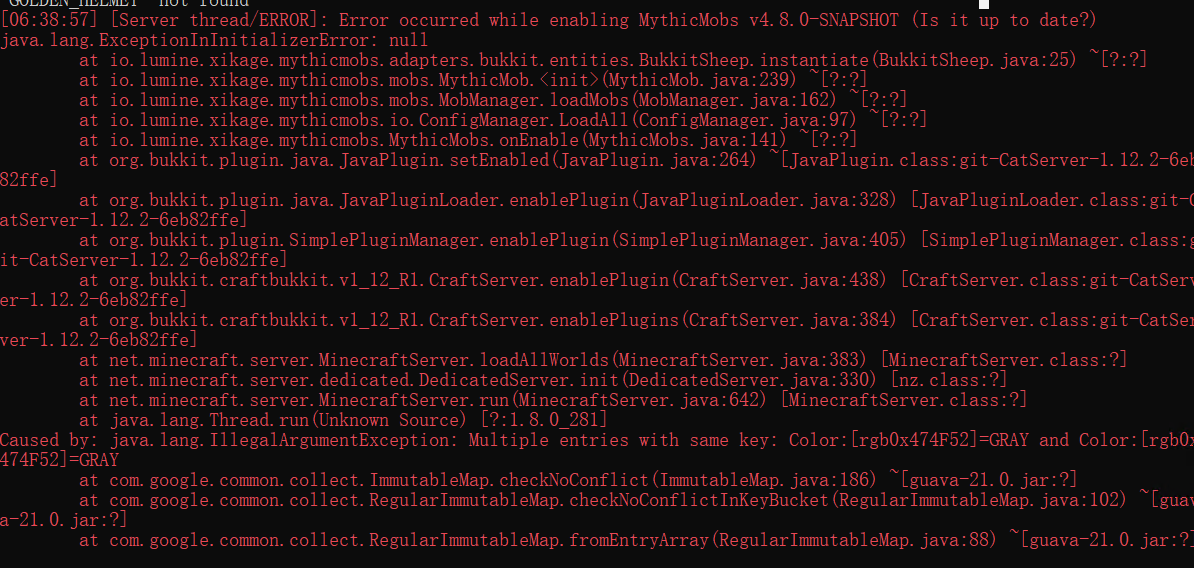 GOLDEN_HELMET" not found
[06:38:57] [Server thread/ERROR]: Error occurred while enabling MythicMobs v4.8.0-SNAPSHOT (Is it up to date?)
java.lang.ExceptionInInitializerError: null
at io.lumine.xikage.mythicmobs.adapters.bukkit.entities.BukkitSheep.instantiate(BukkitSheep.java:25) ~[?:?]
at io.lumine.xikage.mythicmobs.mobs.MythicMob.<init>(MythicMob.java:239) ~[?:?]
at io.lumine.xikage.mythicmobs.mobs.MobManager.loadMobs(MobManager.java:162) ~[?:?]
at io.lumine.xikage.mythicmobs.io.ConfigManager.LoadAll(ConfigManager.java:97) ~[?:?]
at io.lumine.xikage.mythicmobs.MythicMobs.onEnable(MythicMobs.java:141) ~[?:?]
at org.bukkit.plugin.java.JavaPlugin.setEnabled(JavaPlugin.java:264) ~[JavaPlugin.class:git-CatServer-1.12.2-6eb
82ffe]
at org.bukkit.plugin.java.JavaPluginLoader.enablePlugin(JavaPluginLoader.java:328) [JavaPluginLoader.class:git-C
atServer-1.12.2-6eb82ffe]
at org.bukkit.plugin.SimplePluginManager.enablePlugin(SimplePluginManager.java:405) [SimplePluginManager.class:g
it-CatServer-1.12.2-6eb82ffe]
at org.bukkit.craftbukkit.v1_12_R1.CraftServer.enablePlugin(CraftServer.java:438) [CraftServer.class:git-CatServ
er-1.12.2-6eb82ffe]
at org.bukkit.craftbukkit.v1_12_R1.CraftServer.enablePlugins(CraftServer.java:384) [CraftServer.class:git-CatSer
ver-1.12.2-6eb82ffe]
at net.minecraft.server.MinecraftServer.loadAllWorlds(MinecraftServer.java:383) [MinecraftServer.class:?]
at net.minecraft.server.dedicated.DedicatedServer.init(DedicatedServer.java:330) [nz.class:?]
at net.minecraft.server.MinecraftServer.run(MinecraftServer.java:642) [MinecraftServer.class:?]
at java.lang.Thread.run(Unknown Source) [?:1.8.0_281]
Caused by: java.lang.IllegalArgumentException: Multiple entries with same key: Color:[rgb0x474F52]=GRAY and Color:[rgb0x
474F52]=GRAY
at com.google.common.collect.ImmutableMap.checkNoConflict(ImmutableMap.java:186) ~[guava-21.0.jar:?]
at com.google.common.collect.RegularImmutableMap.checkNoConflictInKeyBucket(RegularImmutableMap.java:102) ~[guav
a-21.0.jar:?]
at com.google.common.collect.RegularImmutableMap.fromEntryArray(RegularImmutableMap.java:88) ~[guava-21.0.jar:?]